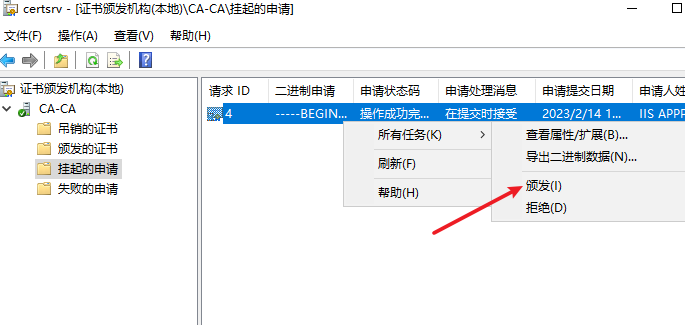 certsrv - [证书颁发机构(本地)\CA-CA\挂起的申请]
文件(F) 操作(A) 查看(V) 帮助(H)
证书颁发机构(本地)
CA-CA
吊销的证书
颁发的证书
挂起的申请
失败的申请
请求 ID 二进制申请 申请状态码 申请处理消息 申请提交日期 申请人姓
4 -----BEGIN... 操作成功完... 在提交时接受 2023/2/14 1... IIS APPP
所有任务(K)
刷新(F)
帮助(H)
查看属性/扩展(B)...
导出二进制数据(N)...
颁发(I)
拒绝(D)